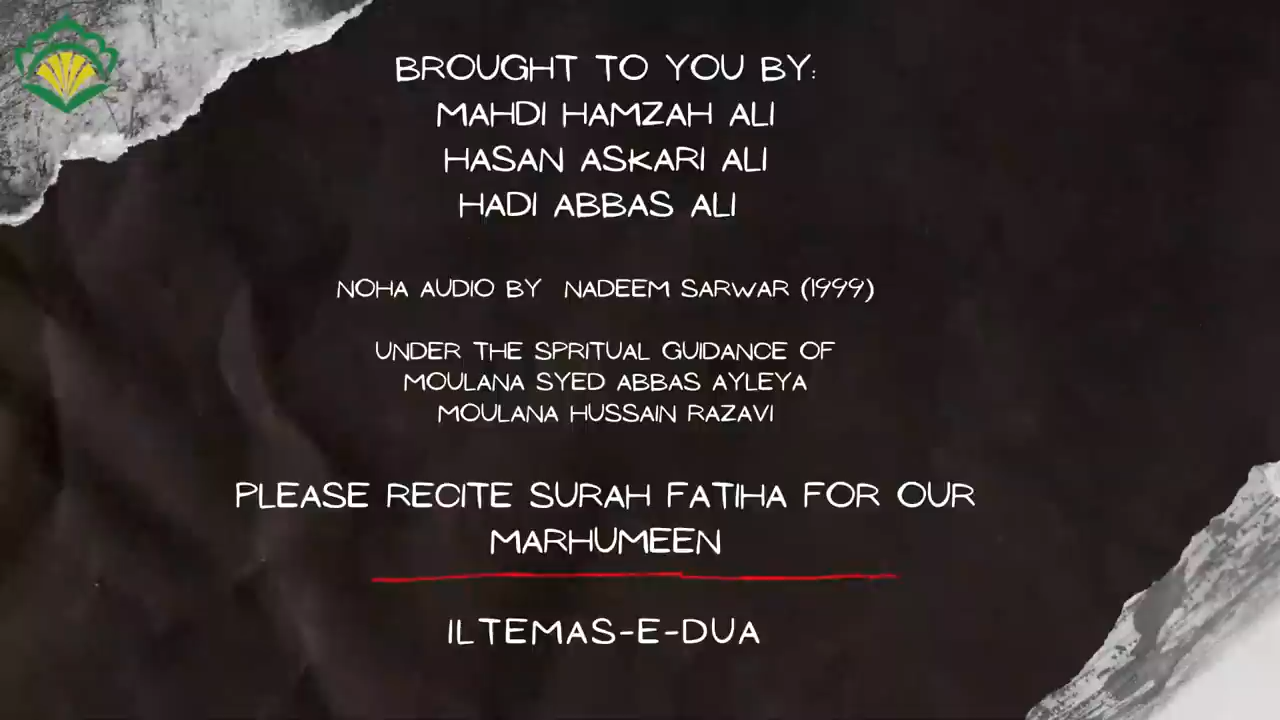 BROUGHT TO YOU BY:
MAHDI HAMZAH ALI
HASAN ASKARI ALI
HADI ABBAS ALI
NOHA AUDIO BY NADEEM SARWAR (1999)
UNDER THE SPRITUAL GUIDANCE OF
MOULANA SYED ABBAS AYLEYA
MOULANA HUSSAIN RAZAVI
PLEASE RECITE SURAH FATIHA FOR OUR
MARHUMEEN
ILTEMAS-E-DUA